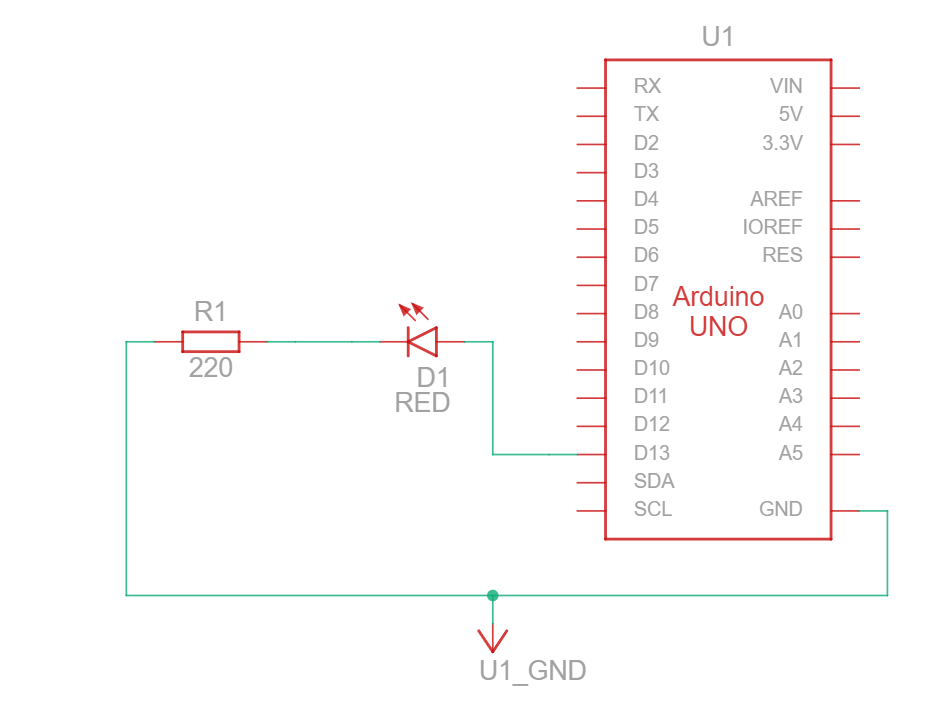 U1
RX
TX
D2
D3
D4
D5
D6
D7
D8
D9
D10
D11
D12
D13
SDA
SCL
Arduino
UNO
VIN
5V
3.3V
AREF
IOREF
RES
A0
A1
A2
A3
A4
A5
GND
R1
220
D1
RED
U1_GND